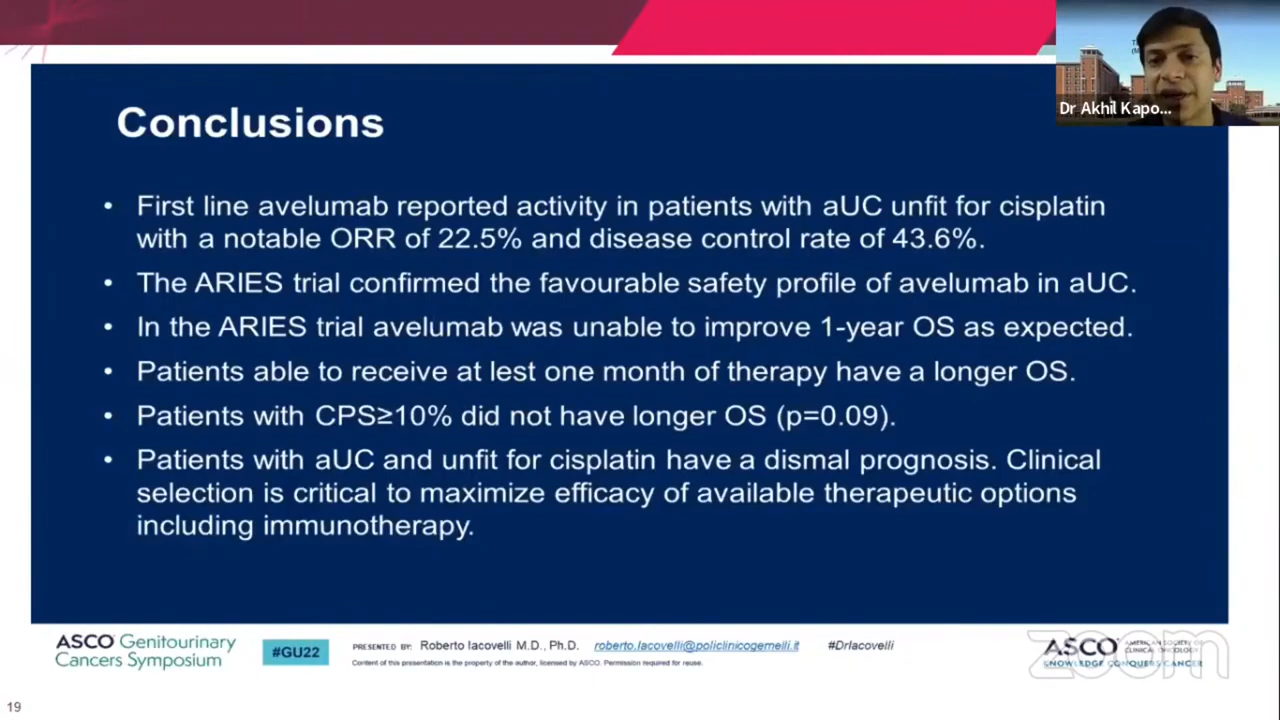 Dr Akhil Kapo...
Conclusions
• First line avelumab reported activity in patients with aUC unfit for cisplatin
with a notable ORR of 22.5% and disease control rate of 43.6%.
• The ARIES trial confirmed the favourable safety profile of avelumab in aUC.
• In the ARIES trial avelumab was unable to improve 1-year OS as expected.
• Patients able to receive at lest one month of therapy have a longer OS.
• Patients with CPS≥10% did not have longer OS (p=0.09).
• Patients with aUC and unfit for cisplatin have a dismal prognosis. Clinical
selection is critical to maximize efficacy of available therapeutic options
including immunotherapy.
ASCO Genitourinary
Cancers Symposium
#GU22
PRESENTED BY: Roberto Iacovelli M.D., Ph.D. roberto.Iacovelli@policlinicogemelli.it #DrIacovelli
Content of this presentation is the property of the author, licensed by ASCO. Permission required for reuse.
ASCO
AMERICAN SOCIETY OF
CLINICAL ONCOLOGY
KNOWLEDGE CONQUERS CANCER
zoom
19